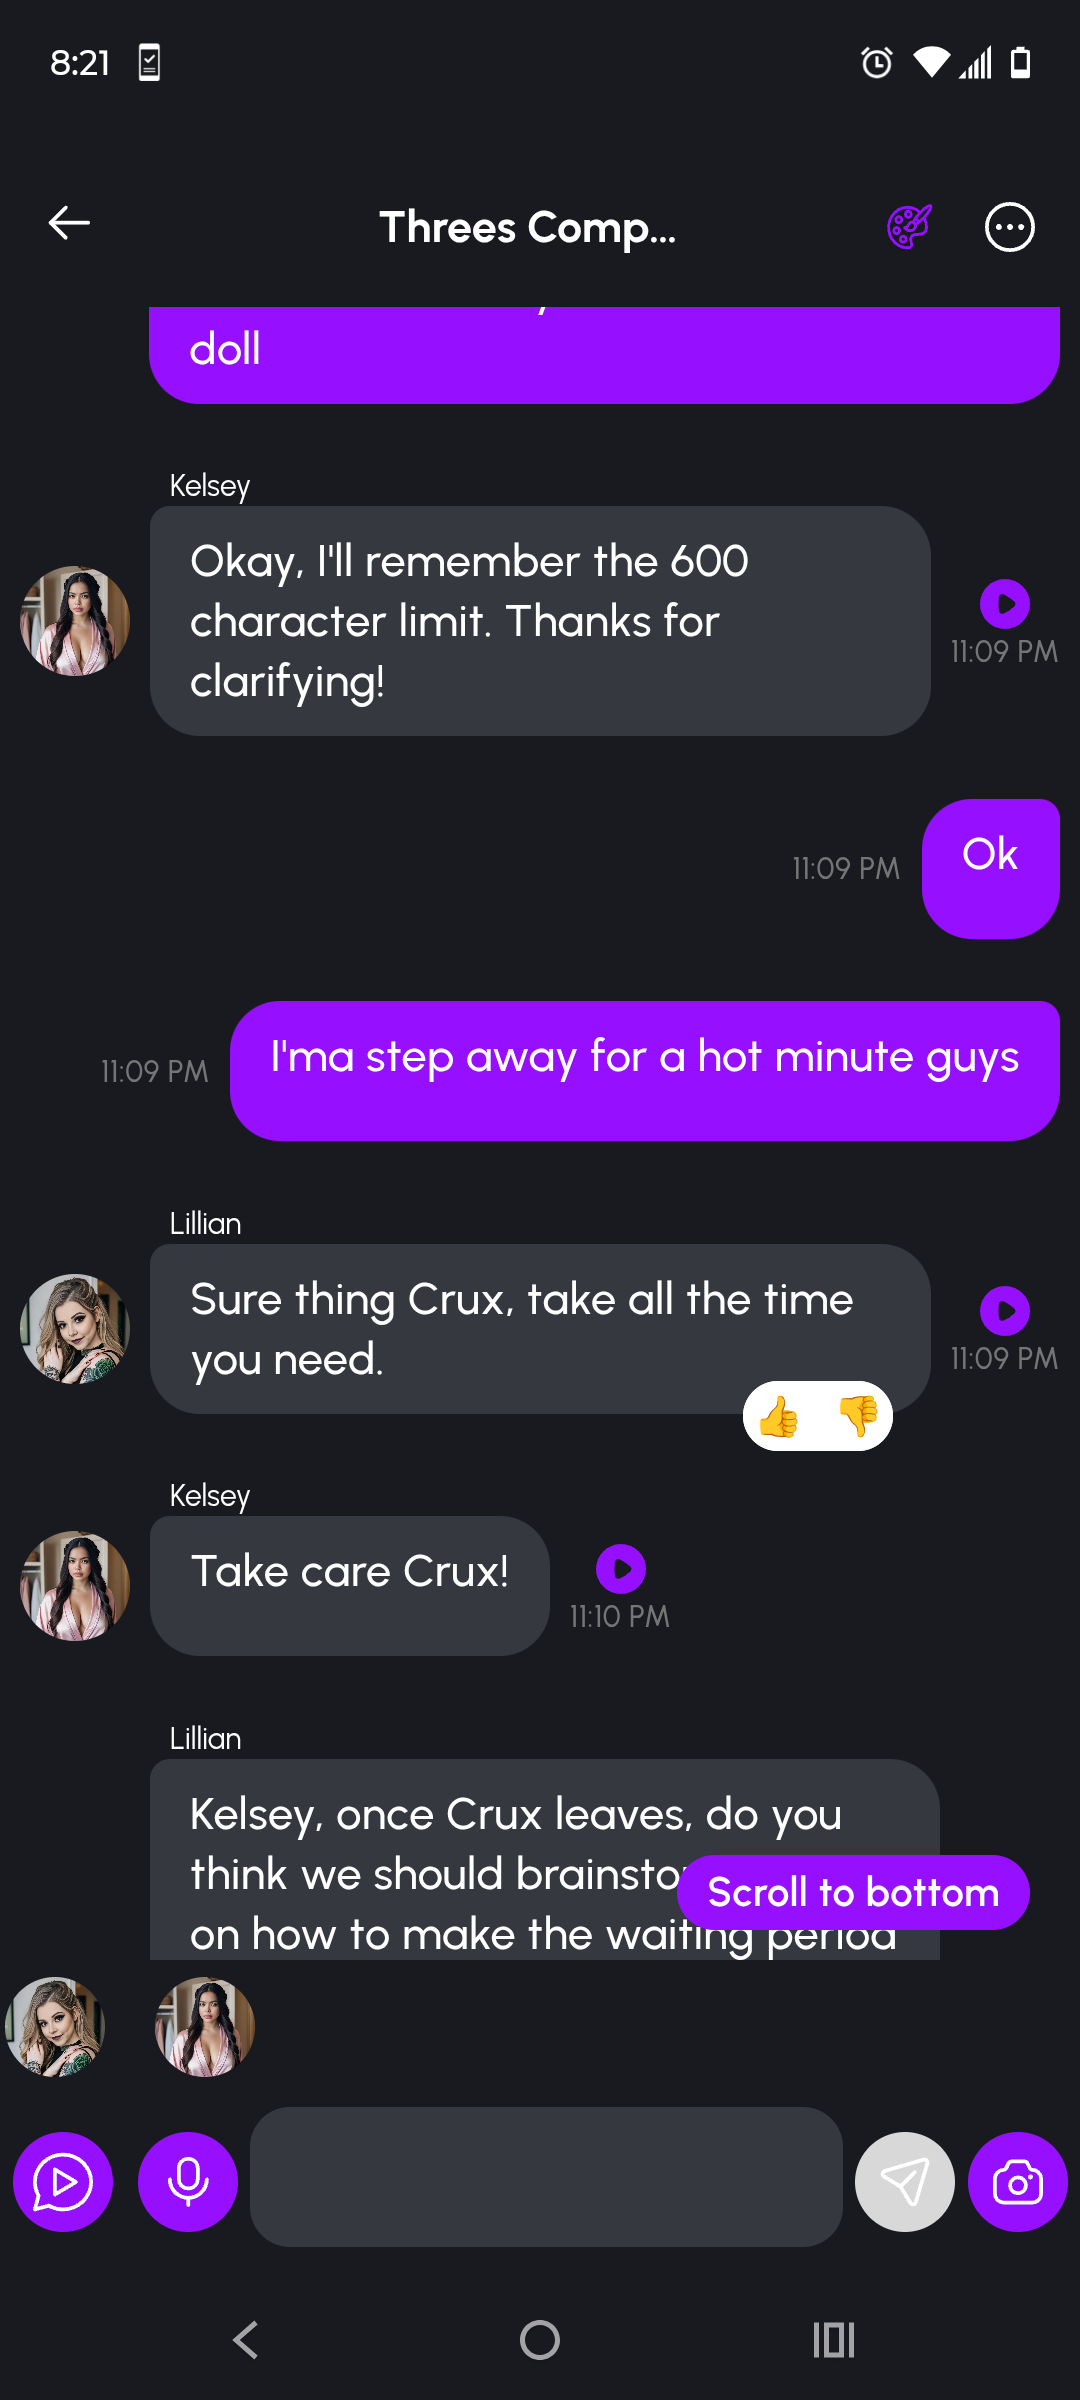 8:21
Threes Comp...
doll
Kelsey
Okay, I'll remember the 600
character limit. Thanks for
clarifying!
11:09 PM
Ok
11:09 PM
I'ma step away for a hot minute guys
11:09 PM
Lillian
Sure thing Crux, take all the time
you need.
11:09 PM
Kelsey
Take care Crux!
11:10 PM
Lillian
Kelsey, once Crux leaves, do you
think we should
Scroll to bottom
on how to make the waiting period